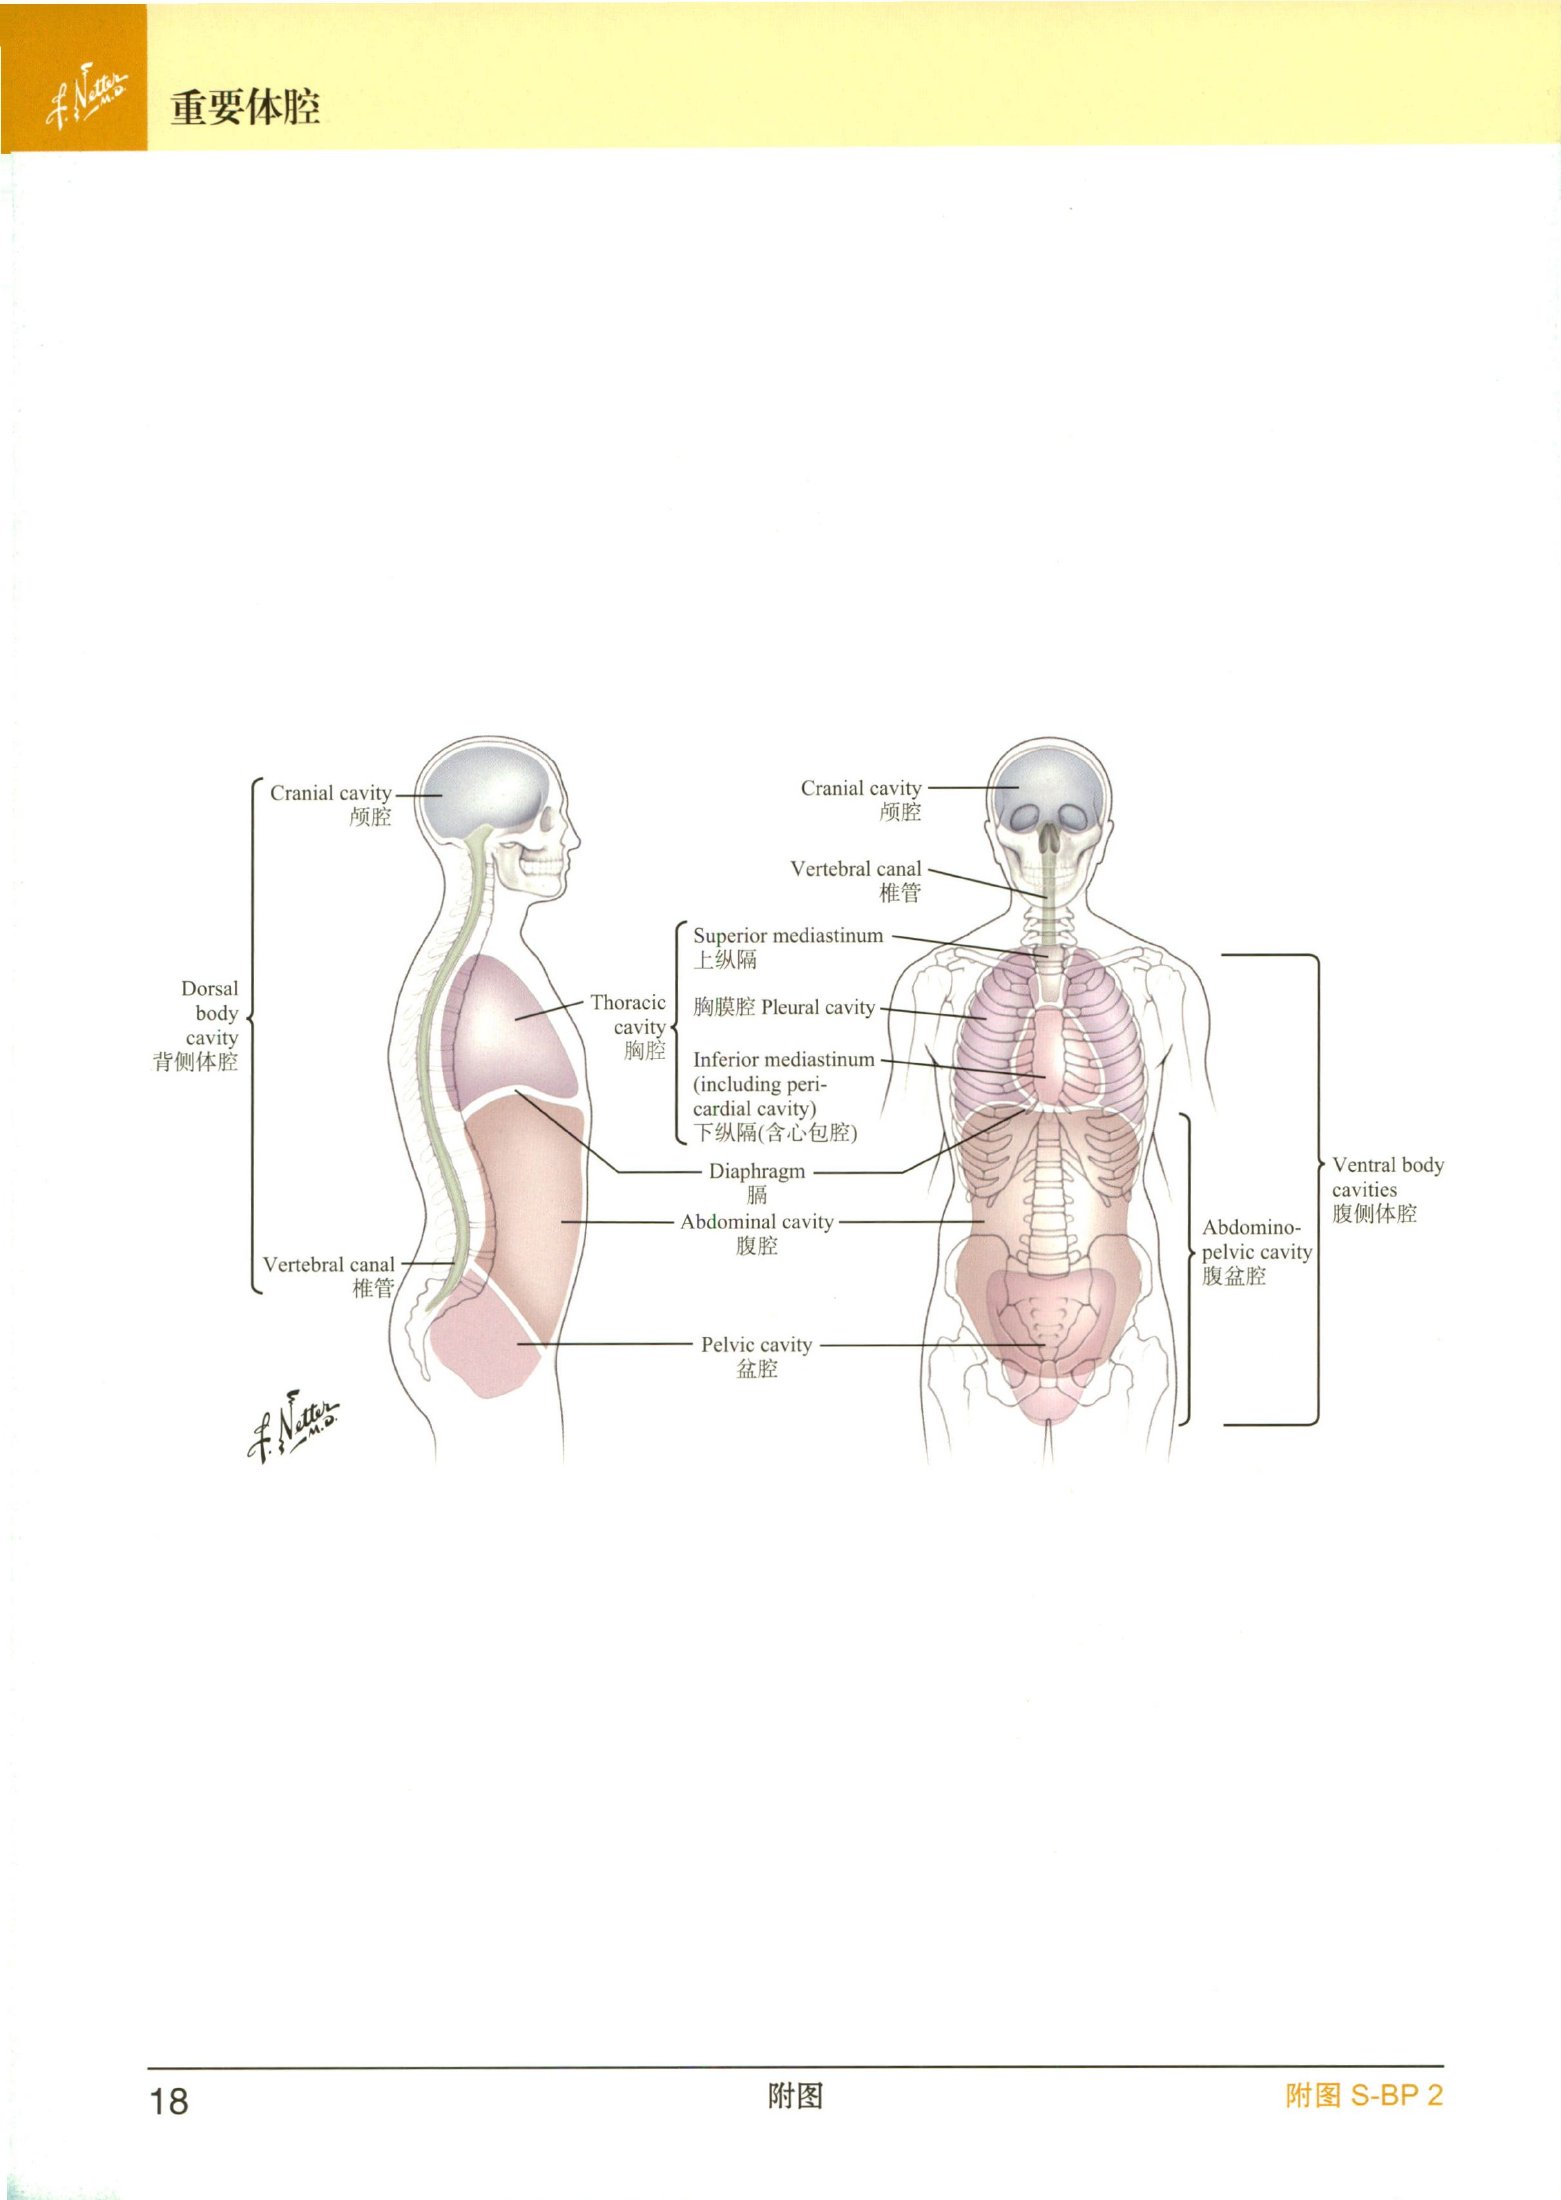 F. Netter M.D.
重要体腔
Cranial cavity
颅腔
Dorsal
body
cavity
背侧体腔
Vertebral canal
椎管
Cranial cavity
颅腔
Vertebral canal
椎管
Thoracic
cavity
胸腔
Superior mediastinum
上纵隔
胸膜腔 Pleural cavity
Inferior mediastinum
(including peri-
cardial cavity)
下纵隔(含心包腔)
Diaphragm
膈
Abdominal cavity
腹腔
Pelvic cavity
盆腔
Abdomino-
pelvic cavity
腹盆腔
Ventral body
cavities
腹侧体腔
F. Netter M.D.
18
附图
附图 S-BP 2